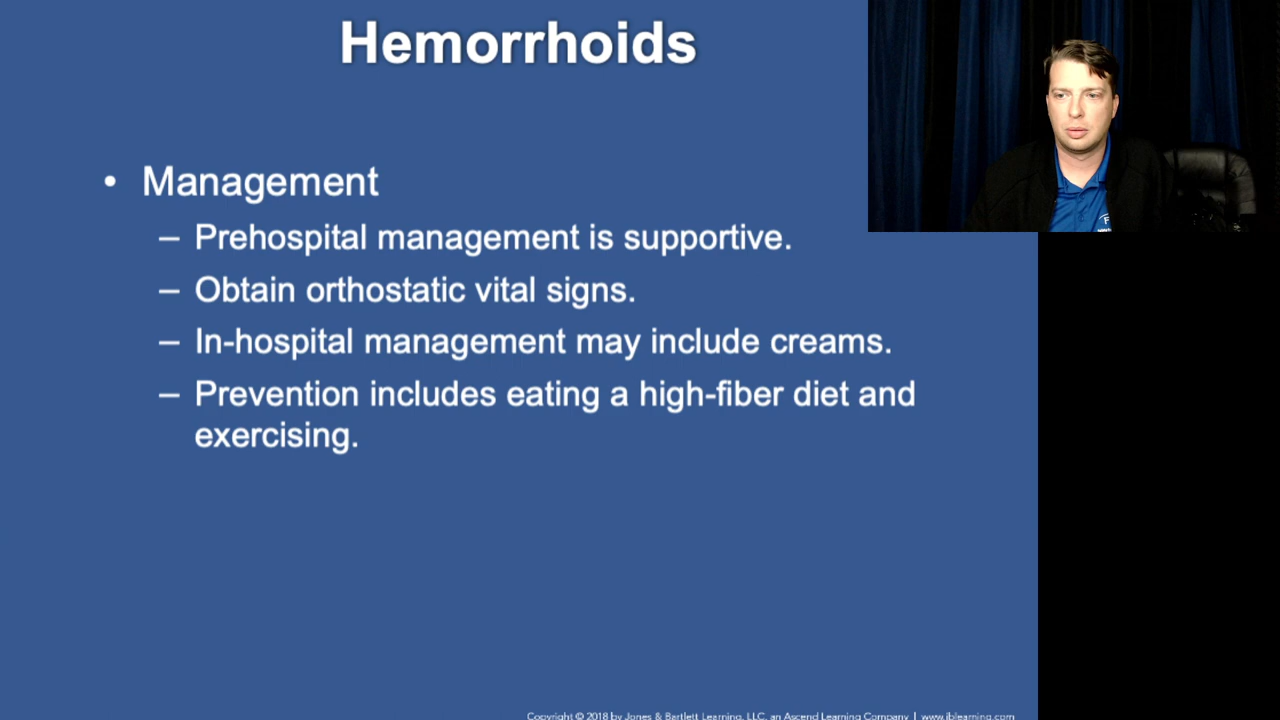 Hemorrhoids
• Management
– Prehospital management is supportive.
– Obtain orthostatic vital signs.
– In-hospital management may include creams.
– Prevention includes eating a high-fiber diet and
exercising.
Copyright © 2018 by Jones & Bartlett Learning, LLC, an Ascend Learning Company | www.jblearning.com